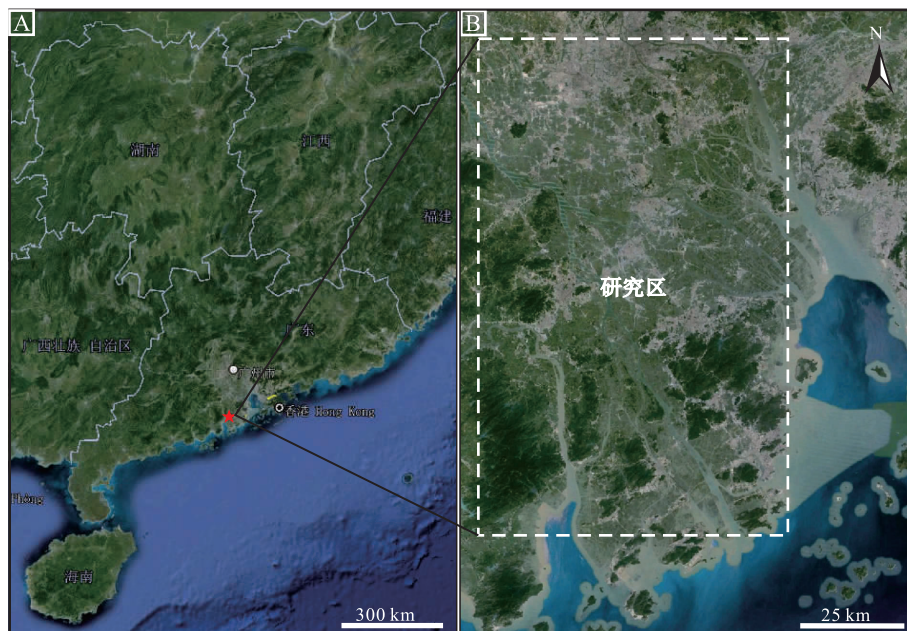 A
湖南
江西
福建
广西壮族 自治区
广东
广州市
香港 Hong Kong
Phòng
海南
300 km
B
N
研究区
25 km